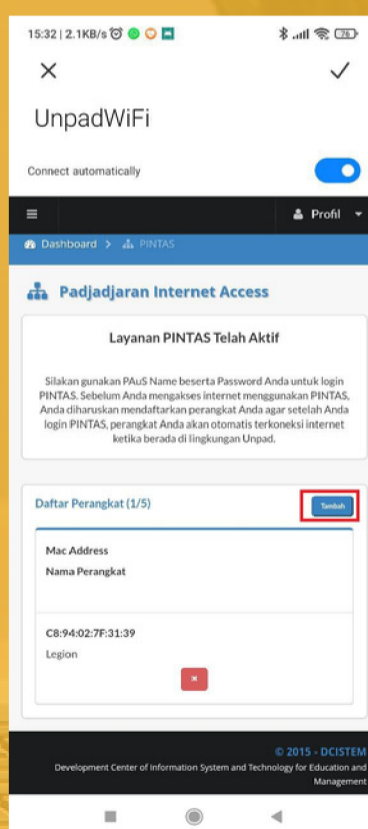 15:32 | 2.1KB/s
76
UnpadWiFi
Connect automatically
Profil
Dashboard > PINTAS
Padjadjaran Internet Access
Layanan PINTAS Telah Aktif
Silakan gunakan PAuS Name beserta Password Anda untuk login
PINTAS. Sebelum Anda mengakses internet menggunakan PINTAS,
Anda diharuskan mendaftarkan perangkat Anda agar setelah Anda
login PINTAS, perangkat Anda akan otomatis terkoneksi internet
ketika berada di lingkungan Unpad.
Daftar Perangkat (1/5)
Tambah
Mac Address
Nama Perangkat
C8:94:02:7F:31:39
Legion
© 2015 - DCISTEM
Development Center of Information System and Technology for Education and
Management